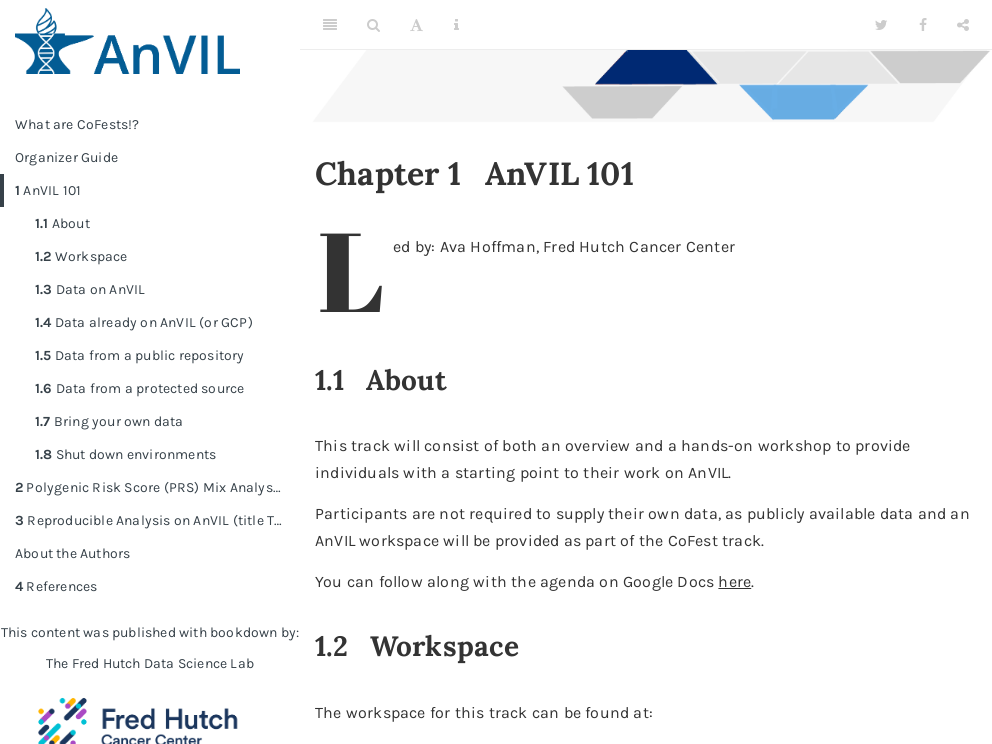 AnVIL
What are CoFests!?
Organizer Guide
1 AnVIL 101
1.1 About
1.2 Workspace
1.3 Data on AnVIL
1.4 Data already on AnVIL (or GCP)
1.5 Data from a public repository
1.6 Data from a protected source
1.7 Bring your own data
1.8 Shut down environments
2 Polygenic Risk Score (PRS) Mix Analys...
3 Reproducible Analysis on AnVIL (title T...
About the Authors
4 References
This content was published with bookdown by:
The Fred Hutch Data Science Lab
Fred Hutch
Cancer Center
A
Chapter 1 AnVIL 101
Led by: Ava Hoffman, Fred Hutch Cancer Center
1.1 About
This track will consist of both an overview and a hands-on workshop to provide
individuals with a starting point to their work on AnVIL.
Participants are not required to supply their own data, as publicly available data and an
AnVIL workspace will be provided as part of the CoFest track.
You can follow along with the agenda on Google Docs here.
1.2 Workspace
The workspace for this track can be found at: